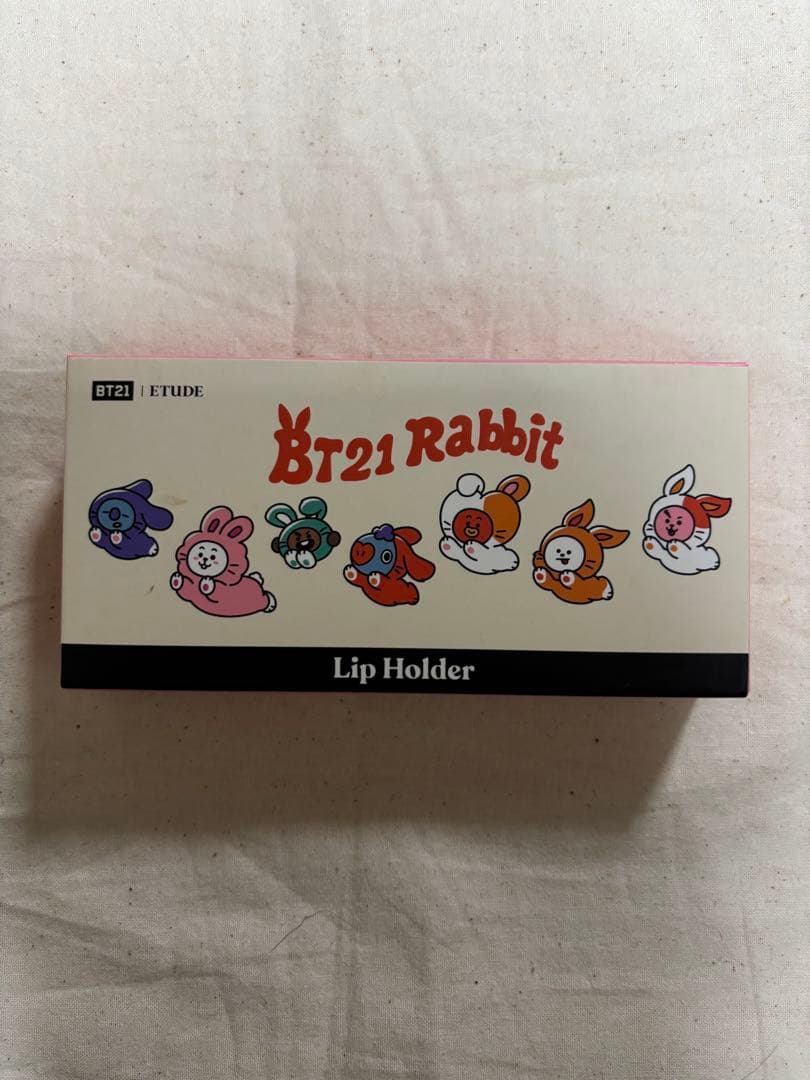 BT21 | ETUDE
BT21 Rabbit
Lip Holder